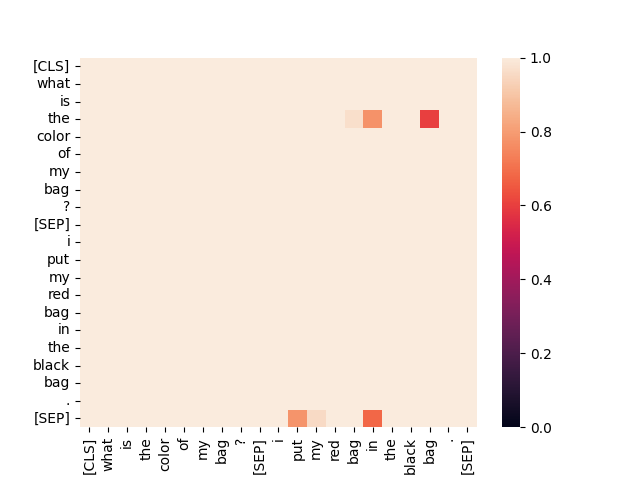 [CLS]
what
is
the
color
of
my
bag
?
[SEP]
i
put
my
red
bag
in
the
black
bag
.
[SEP]
[CLS]
what
is
the
color
of
my
bag
?
[SEP]
i
put
my
red
bag
in
the
black
bag
.
[SEP]
1.0
0.8
0.6
0.4
0.2
0.0